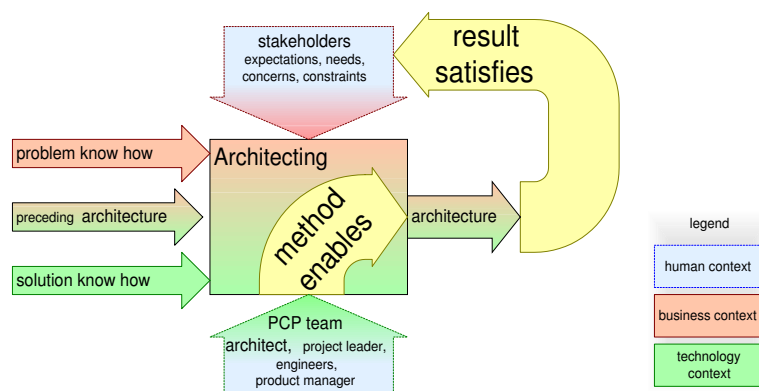 stakeholders
expectations, needs,
concerns, constraints
result
satisfies
problem know how
Architecting
preceding architecture
method
enables
architecture
solution know how
PCP team
architect, project leader,
engineers,
product manager
legend
human context
business context
technology
context